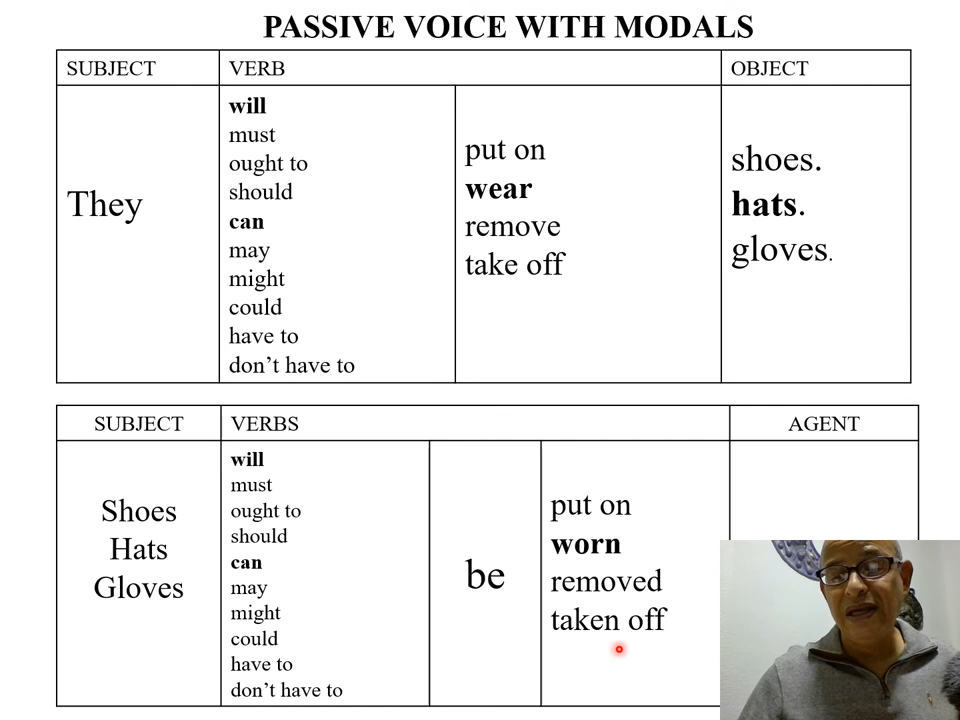 PASSIVE VOICE WITH MODALS
SUBJECT
VERB
OBJECT
They
will
must
ought to
should
can
may
might
could
have to
don’t have to
put on
wear
remove
take off
shoes.
hats.
gloves.
SUBJECT
VERBS
AGENT
Shoes
Hats
Gloves
will
must
ought to
should
can
may
might
could
have to
don’t have to
be
put on
worn
removed
taken off